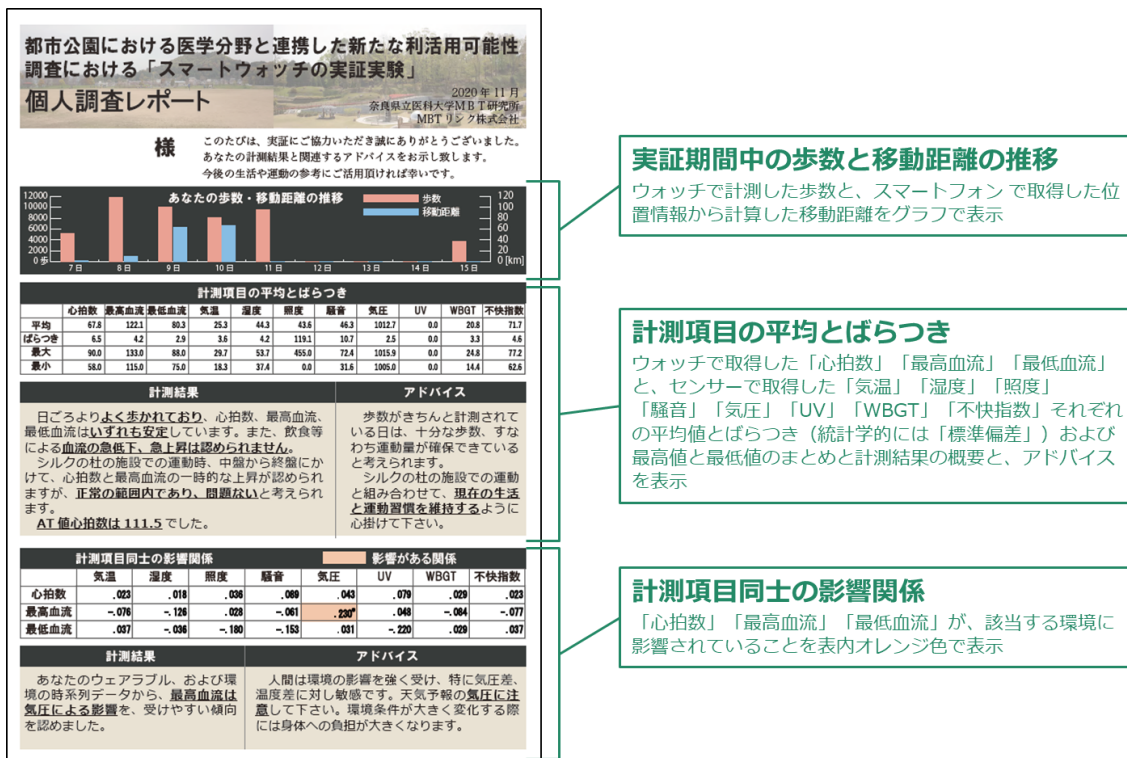 都市公園における医学分野と連携した新たな利活用可能性
調査における「スマートウォッチの実証実験」
個人調査レポート
2020年11月
奈良県立医科大学MBT研究所
MBTリンク株式会社
様
このたびは、実証にご協力いただき誠にありがとうございました。
あなたの計測結果と関連するアドバイスをお示し致します。
今後の生活や運動の参考にご活用頂ければ幸いです。
あなたの歩数・移動距離の推移
歩数
移動距離
12000
10000
8000
6000
4000
2000
0歩
120
100
80
60
40
20
0 [km]
7日 8日 9日 10日 11日 12日 13日 14日 15日
計測項目の平均とばらつき
心拍数 最高血流 最低血流 気温 湿度 照度 騒音 気圧 UV WBGT 不快指数
平均 67.8 122.1 80.3 25.3 44.3 43.6 46.3 1012.7 0.0 20.8 71.7
ばらつき 6.5 4.2 2.9 3.6 4.2 119.1 10.7 2.5 0.0 3.3 4.6
最大 90.0 133.0 88.0 29.7 53.7 455.0 72.4 1015.9 0.0 24.8 77.2
最小 58.0 115.0 75.0 18.3 37.4 0.0 31.6 1005.0 0.0 14.4 62.6
計測結果
日ごろよりよく歩かれており、心拍数、最高血流、
最低血流はいずれも安定しています。また、飲食等
による血流の急低下、急上昇は認められません。
シルクの杜の施設での運動時、中盤から終盤にか
けて、心拍数と最高血流の一時的な上昇が認められ
ますが、正常の範囲内であり、問題ないと考えられ
ます。
AT値心拍数は111.5でした。
アドバイス
歩数がきちんと計測されて
いる日は、十分な歩数、すな
わち運動量が確保できている
と考えられます。
シルクの杜の施設での運動
と組み合わせて、現在の生活
と運動習慣を維持するように
心掛けて下さい。
計測項目同士の影響関係
影響がある関係
気温 湿度 照度 騒音 気圧 UV WBGT 不快指数
心拍数 .023 .018 .036 .089 .043 .079 .029 .023
最高血流 -.076 -.126 .028 -.061 .230* .048 -.084 -.077
最低血流 .037 -.036 -.180 -.153 .031 -.220 .029 .037
計測結果
あなたのウェアラブル、および環
境の時系列データから、最高血流は
気圧による影響を、受けやすい傾向
を認めました。
アドバイス
人間は環境の影響を強く受け、特に気圧差、
温度差に対し敏感です。天気予報の気圧に注
意して下さい。環境条件が大きく変化する際
には身体への負担が大きくなります。
実証期間中の歩数と移動距離の推移
ウォッチで計測した歩数と、スマートフォン で取得した位
置情報から計算した移動距離をグラフで表示
計測項目の平均とばらつき
ウォッチで取得した「心拍数」「最高血流」「最低血流」
と、センサーで取得した「気温」「湿度」「照度」
「騒音」「気圧」「UV」「WBGT」「不快指数」それぞれ
の平均値とばらつき（統計学的には「標準偏差」）および
最高値と最低値のまとめと計測結果の概要と、アドバイス
を表示
計測項目同士の影響関係
「心拍数」「最高血流」「最低血流」が、該当する環境に
影響されていることを表内オレンジ色で表示